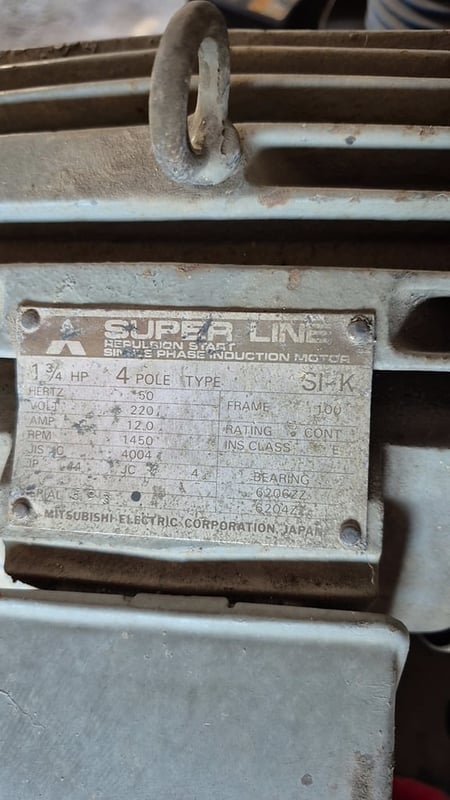 SUPER LINE
REPULSION START
SINGLE PHASE INDUCTION MOTOR
1 3/4 HP 4 POLE TYPE SI-K
HERTZ 50
VOLT 220 FRAME 100
AMP 12.0 RATING CONT
RPM 1450 INS CLASS E
JIS C 4004
JP 44 JC 4 BEARING
6206ZZ
SERIAL 6204ZZ
MITSUBISHI ELECTRIC CORPORATION JAPAN